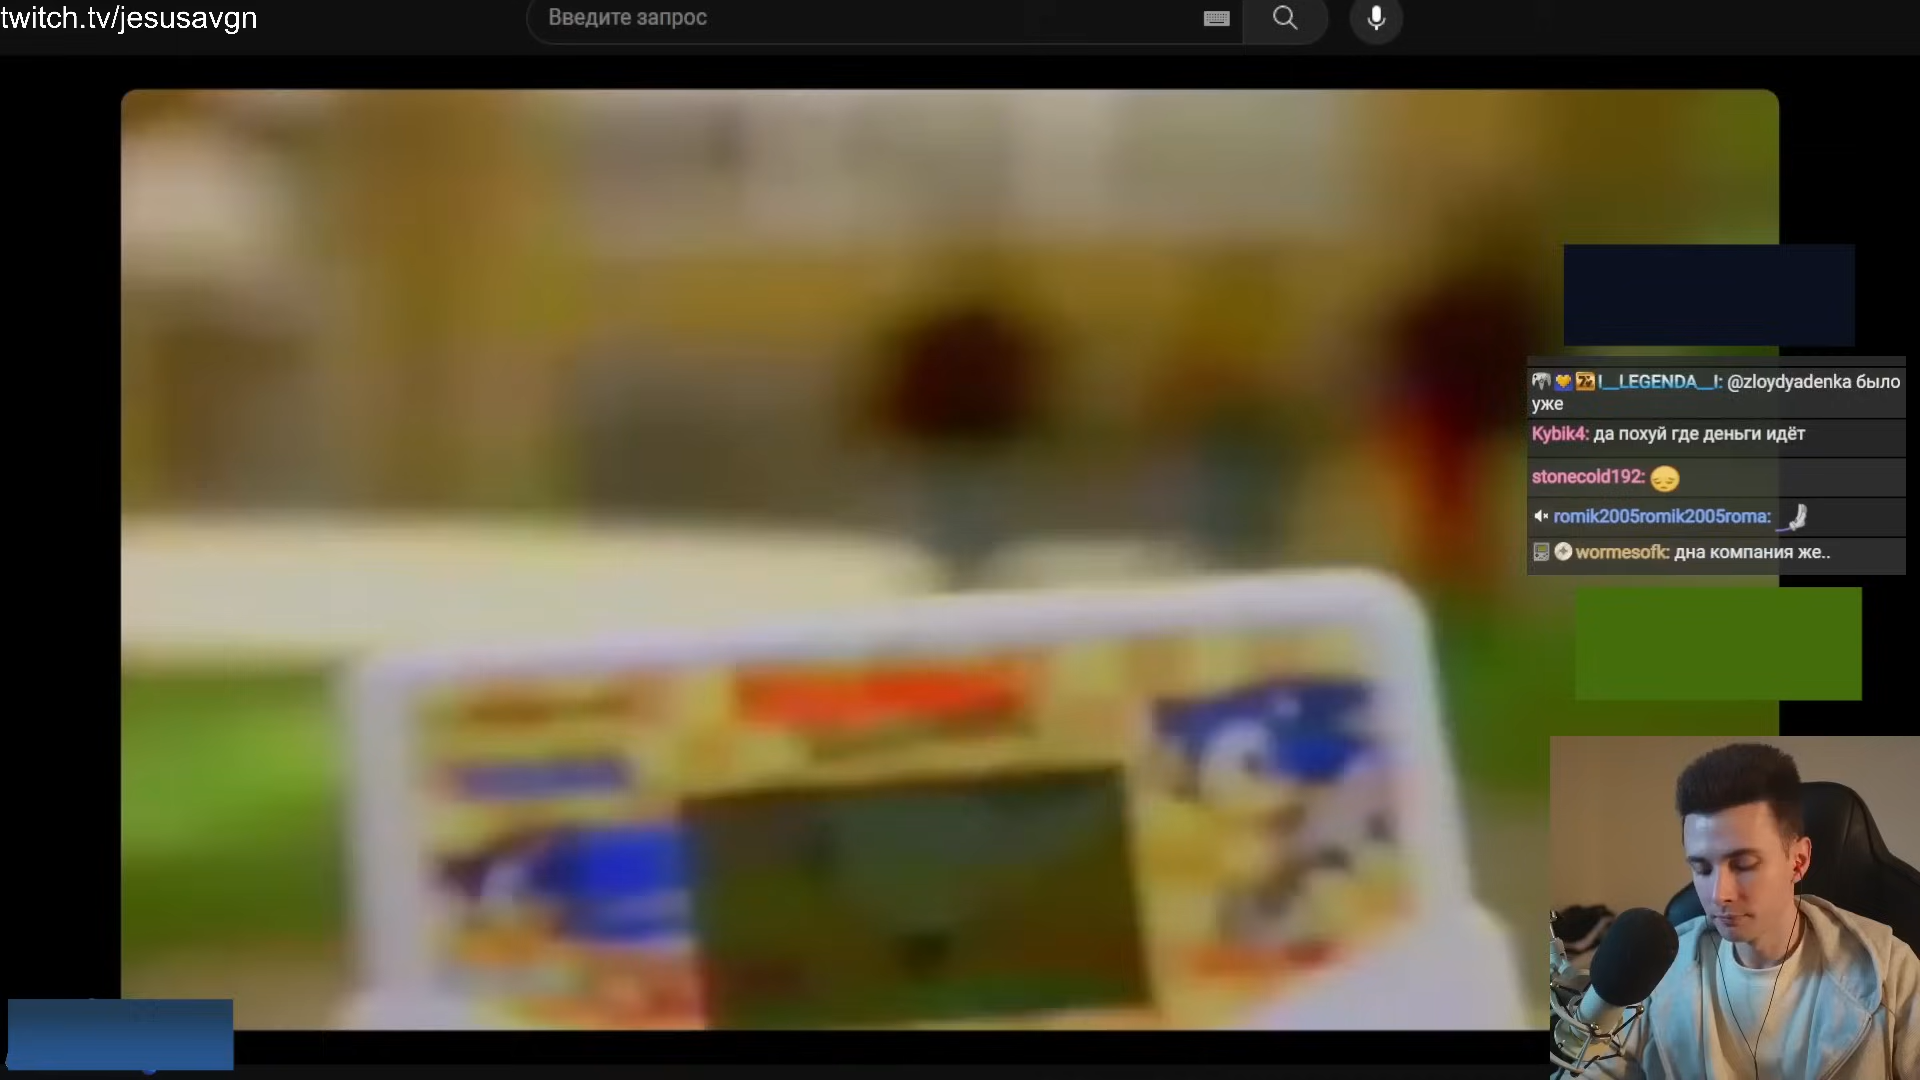 twitch.tv/jesusavgn
Введите запрос
!__LEGENDA__!: @zloydyadenka было
уже
Kybik4: да похуй где деньги идёт
stonecold192:
romik2005romik2005roma:
wormesofk: дна компания же..